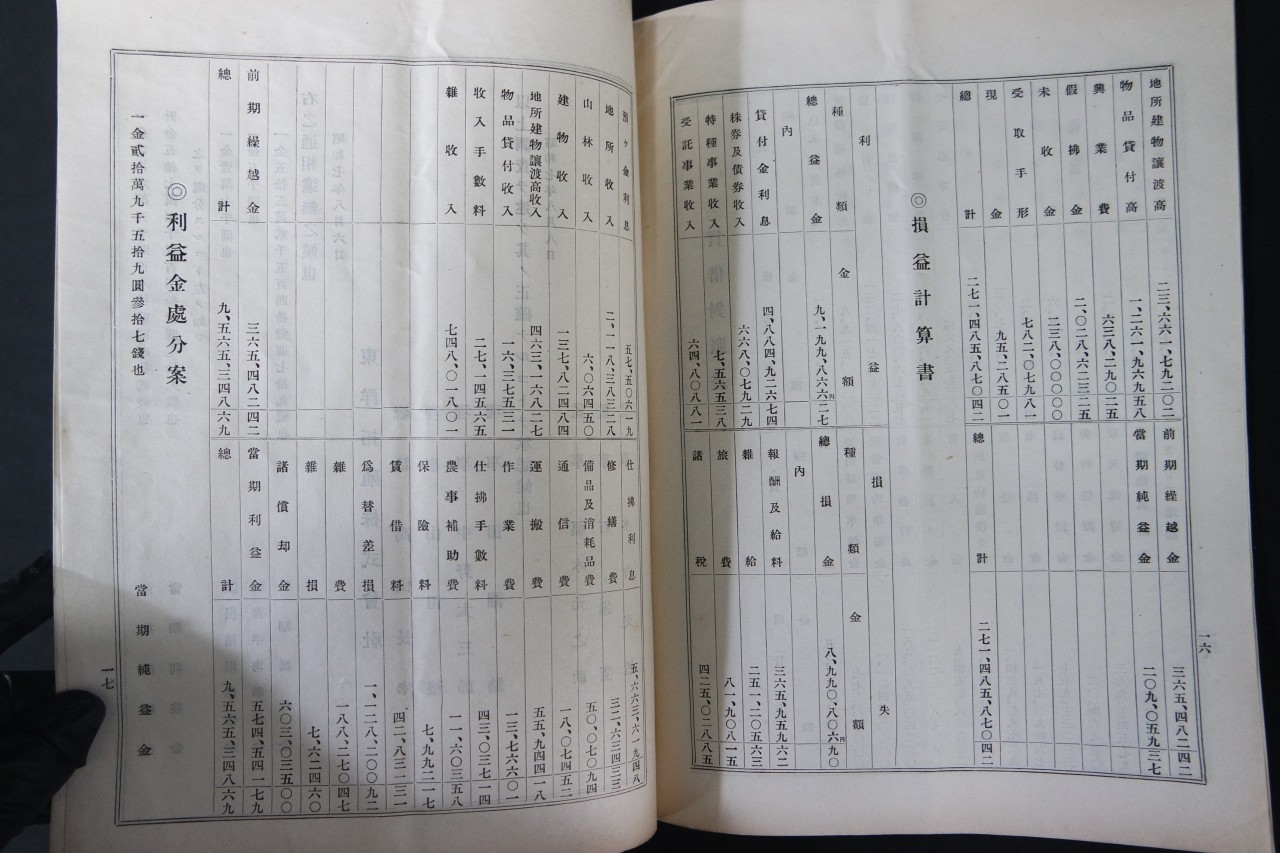 地所建物讓渡高 二三、六六一、七九二 〇二
物品貸付高 一、二六一、九六九 五八
興業費 六三八、二九〇 二五
假拂金 二、〇二八、六二三 二五
未收金 二三八、〇〇〇 〇〇
受取手形 七八二、〇七九 八一
現金 九五、二八五 〇一
總計 二七一、四八五、八七〇 四二
前期繰越金 三六五、四八二 四二
當期純益金 二〇九、〇五九 三七
總計 二七一、四八五、八七〇 四二
◎損益計算書
利益
種類 金額
總益金 九、一九九、八六六 二七
內
貸付金利息 四、八八四、九二六 七四
株券及債券收入 六六八、〇七九 二九
特種事業收入 七、五六五 三八
受託事業收入 六四、八〇八 八一
損失
種類 金額
總損金 八、九九〇、八〇六 九〇
內
報酬及給料 三六五、九五九 六二
雜給 二五一、二〇五 六三
旅費 八一、九〇八 一五
諸税 四二五、〇二八 八五
一六
預ケ金利息 五七、五〇六 一九
地所收入 二、一一八、三八三 二八
山林收入 六、〇六四 五〇
建物收入 一三七、八二四 八四
地所建物讓渡高收入 四六三、一六八 二七
物品貸付收入 一六、三七五 三一
收入手數料 二七、一四五 六五
雜收入 七四八、〇一八 〇一
前期繰越金 三六五、四八二 四二
總計 九、五六五、三四八 六九
仕拂利息 五、六六三、六一九 四八
修繕費 三二、六三四 三三
備品及消耗品費 五〇、〇七〇 九四
通信費 一八、〇七四 五二
運搬費 五五、九四四 一八
作業費 一三、七六六 〇一
仕拂手數料 四三、〇三七 一四
農事補助費 一一、六〇三 五八
保險料 七、九九二 一七
賃借料 四二、八三二 三一
爲替差損 一、一二八、二〇〇 九二
雜費 一八八、二七〇 四七
雜損 七、六二四 六〇
諸償却金 六〇三、〇三五 〇〇
當期利益金 五七四、五四一 七九
總計 九、五六五、三四八 六九
◎利益金處分案
一金貳拾萬九千五拾九圓參拾七錢也 當期純益金
一七